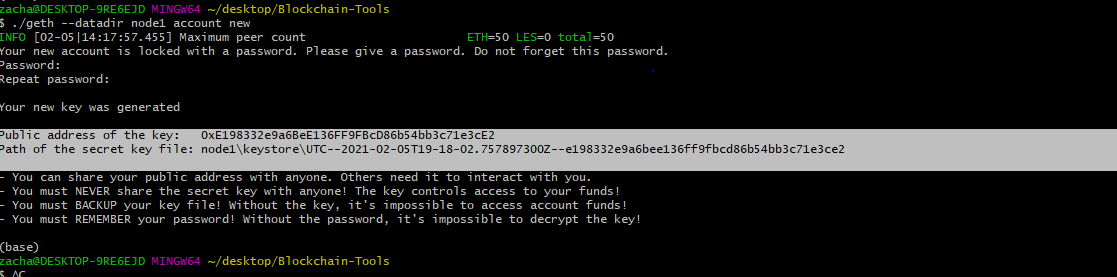 zacha@DESKTOP-9RE6EJD MINGW64 ~/desktop/Blockchain-Tools
$ ./geth --datadir node1 account new
INFO [02-05|14:17:57.455] Maximum peer count ETH=50 LES=0 total=50
Your new account is locked with a password. Please give a password. Do not forget this password.
Password:
Repeat password:
Your new key was generated
Public address of the key: 0xE198332e9a6BeE136FF9FBcD86b54bb3c71e3cE2
Path of the secret key file: node1\keystore\UTC--2021-02-05T19-18-02.757897300Z--e198332e9a6bee136ff9fbcd86b54bb3c71e3ce2
- You can share your public address with anyone. Others need it to interact with you.
- You must NEVER share the secret key with anyone! The key controls access to your funds!
- You must BACKUP your key file! Without the key, it's impossible to access account funds!
- You must REMEMBER your password! Without the password, it's impossible to decrypt the key!
(base)
zacha@DESKTOP-9RE6EJD MINGW64 ~/desktop/Blockchain-Tools
$ ^C